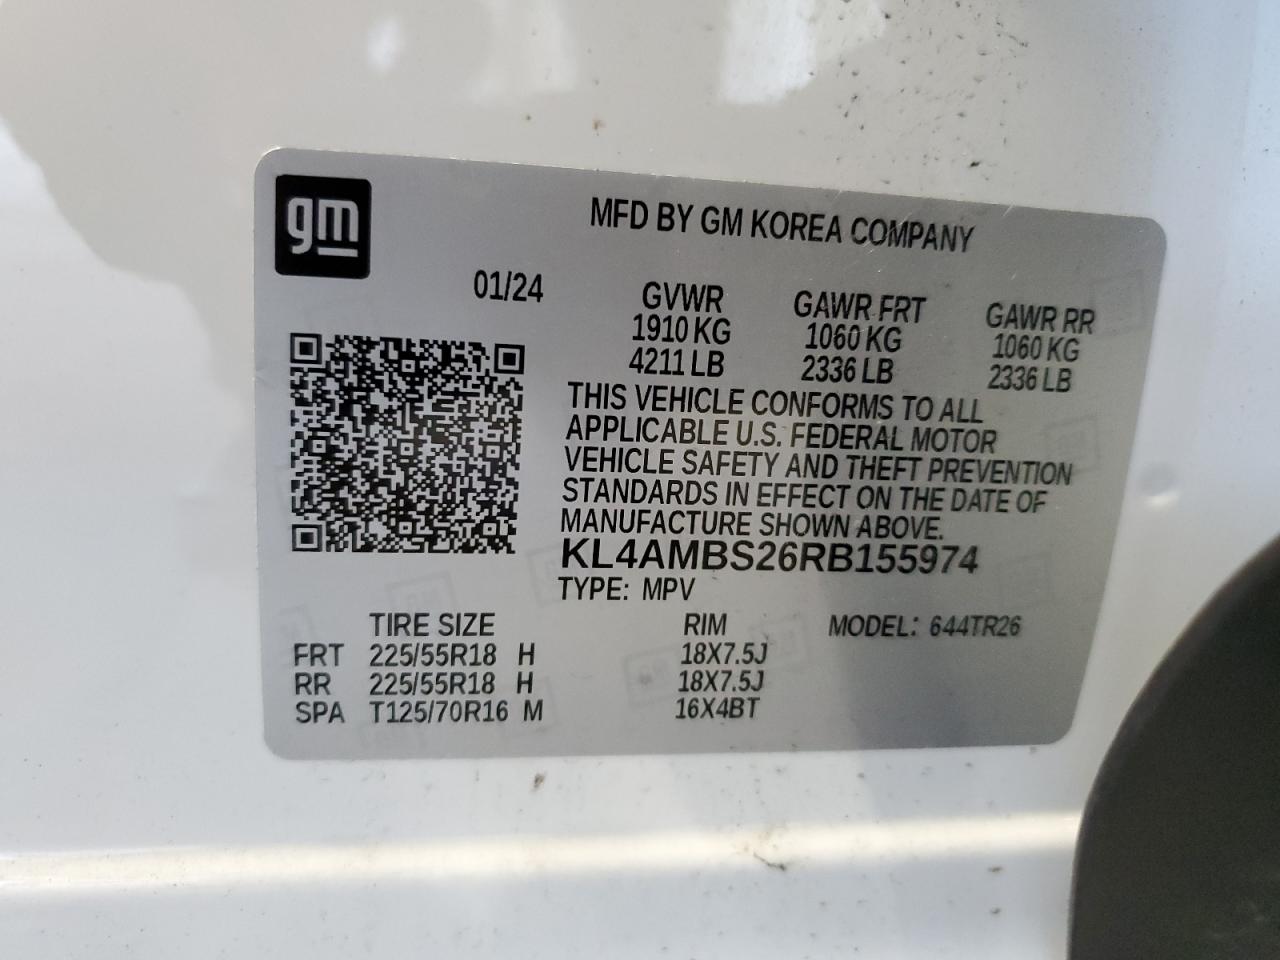 gm
MFD BY GM KOREA COMPANY
01/24
GVWR GAWR FRT GAWR RR
1910 KG 1060 KG 1060 KG
4211 LB 2336 LB 2336 LB
THIS VEHICLE CONFORMS TO ALL
APPLICABLE U.S. FEDERAL MOTOR
VEHICLE SAFETY AND THEFT PREVENTION
STANDARDS IN EFFECT ON THE DATE OF
MANUFACTURE SHOWN ABOVE.
KL4AMBS26RB155974
TYPE: MPV
TIRE SIZE RIM MODEL: 644TR26
FRT 225/55R18 H 18X7.5J
RR 225/55R18 H 18X7.5J
SPA T125/70R16 M 16X4BT